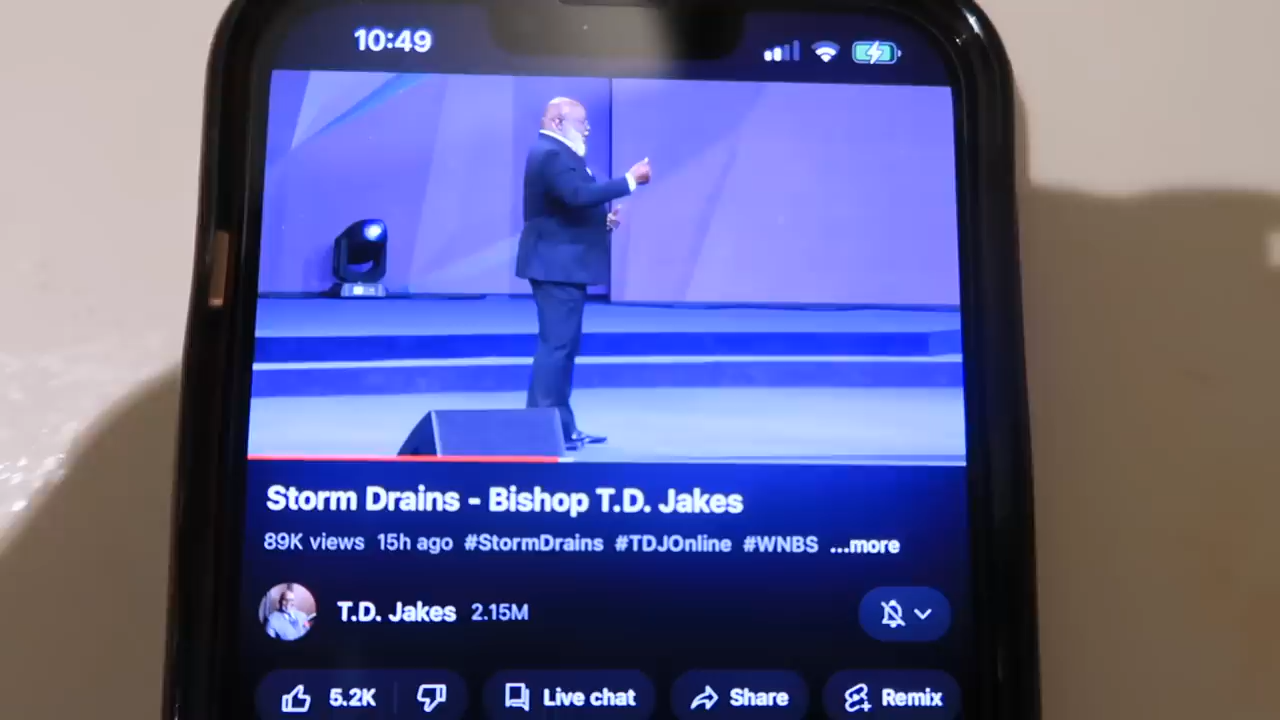 10:49
Storm Drains - Bishop T.D. Jakes
89K views 15h ago #StormDrains #TDJOnline #WNBS ...more
T.D. Jakes 2.15M
5.2K Live chat Share Remix